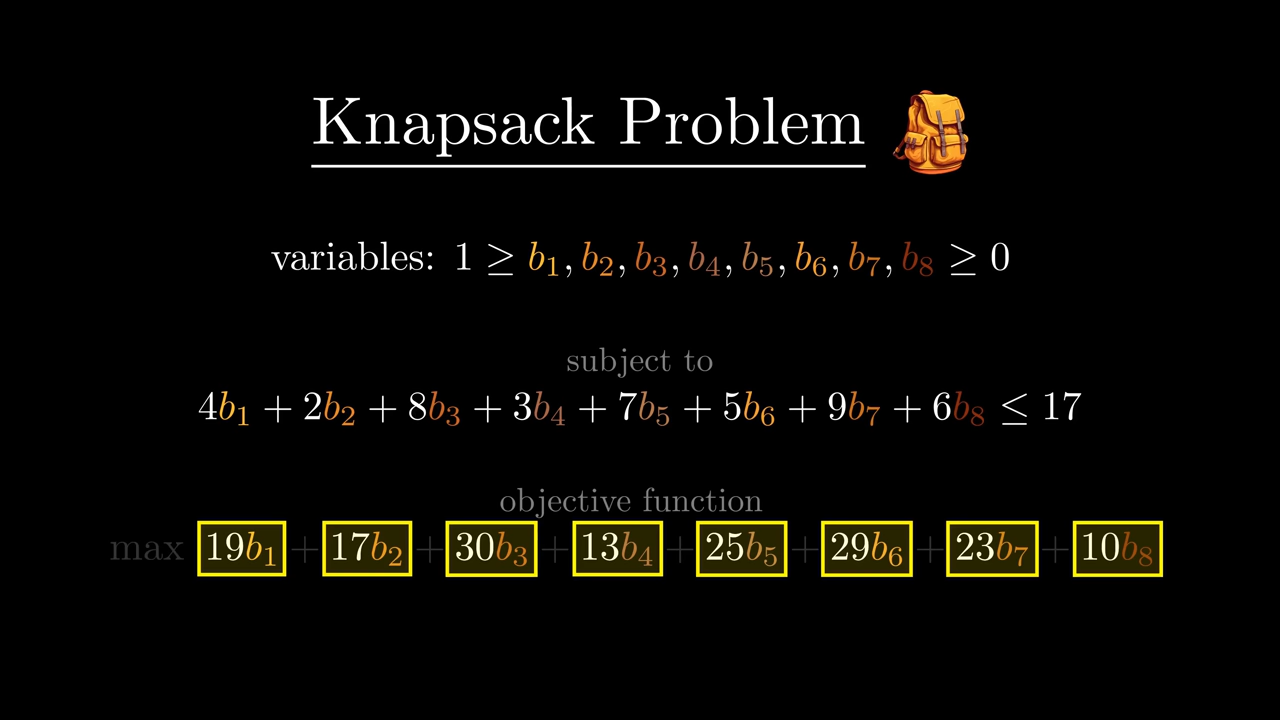 Knapsack Problem
variables: 1 ≥ b₁, b₂, b₃, b₄, b₅, b₆, b₇, b₈ ≥ 0
subject to
4b₁ + 2b₂ + 8b₃ + 3b₄ + 7b₅ + 5b₆ + 9b₇ + 6b₈ ≤ 17
objective function
max 19b₁ + 17b₂ + 30b₃ + 13b₄ + 25b₅ + 29b₆ + 23b₇ + 10b₈